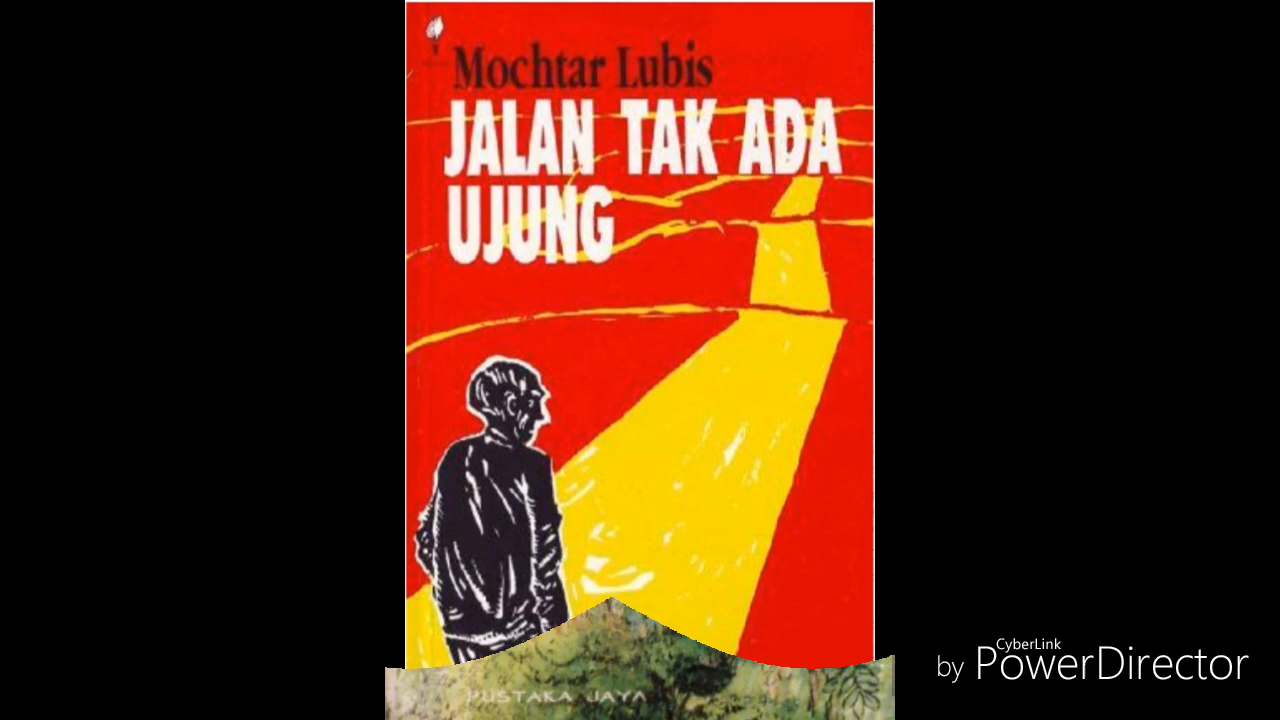 Mochtar Lubis
JALAN TAK ADA
UJUNG
PUSTAKA JAYA
CyberLink
by PowerDirector